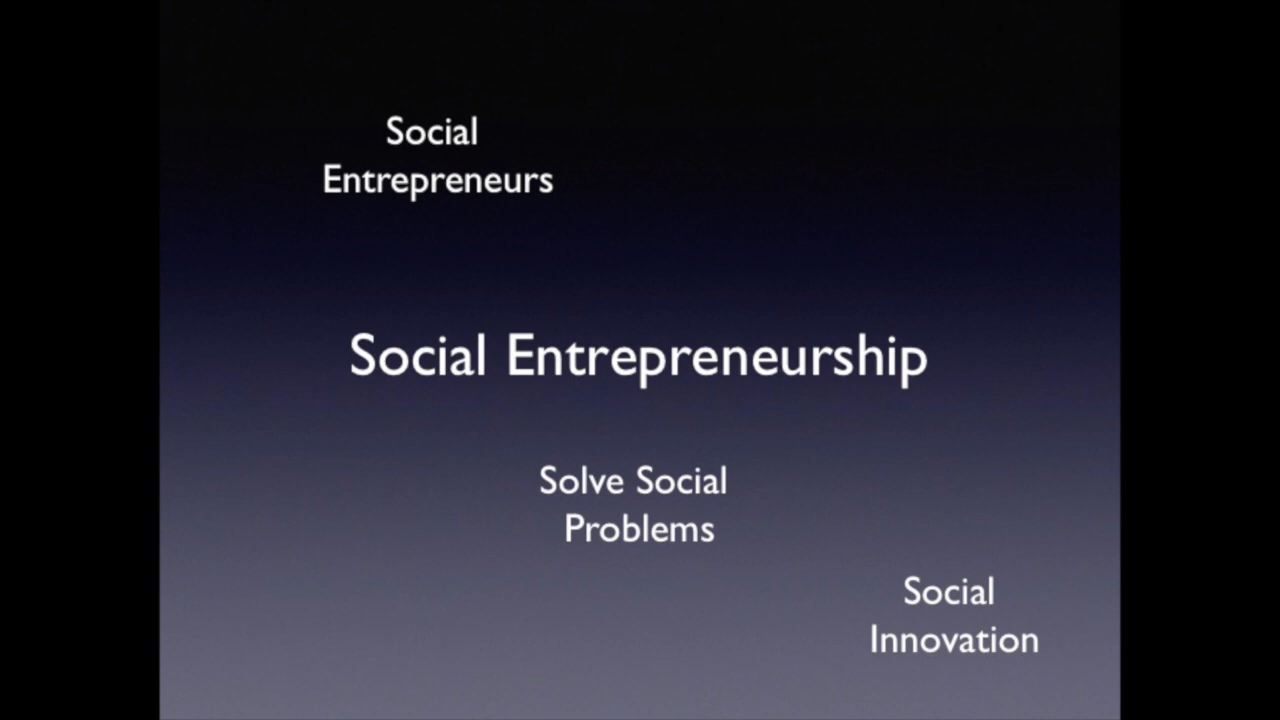 Social
Entrepreneurs
Social Entrepreneurship
Solve Social
Problems
Social
Innovation